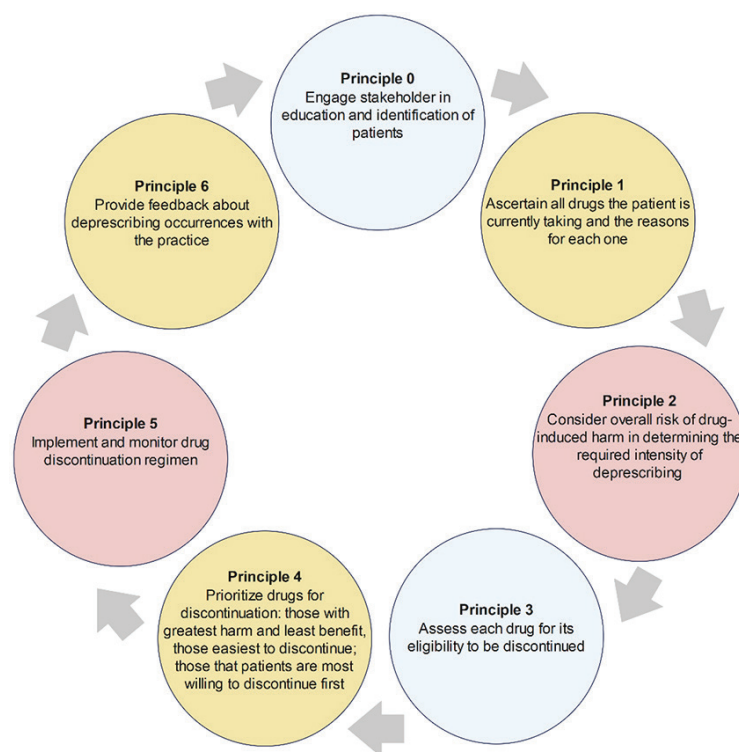 Principle 0
Engage stakeholder in
education and identification of
patients
Principle 1
Ascertain all drugs the patient is
currently taking and the reasons
for each one
Principle 2
Consider overall risk of drug-
induced harm in determining the
required intensity of
deprescribing
Principle 3
Assess each drug for its
eligibility to be discontinued
Principle 4
Prioritize drugs for
discontinuation: those with
greatest harm and least benefit,
those easiest to discontinue;
those that patients are most
willing to discontinue first
Principle 5
Implement and monitor drug
discontinuation regimen
Principle 6
Provide feedback about
deprescribing occurrences with
the practice